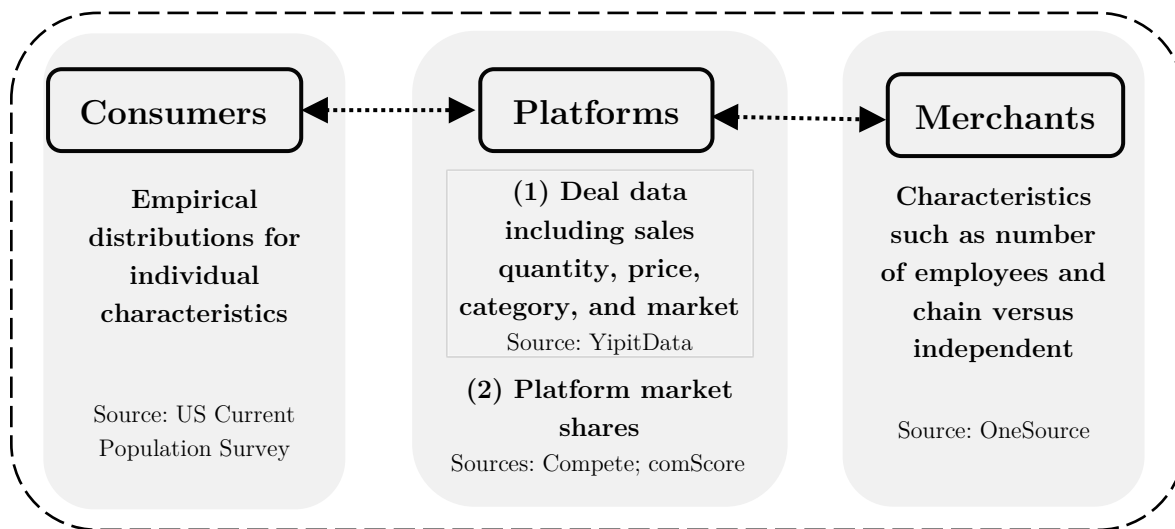 Consumers
Empirical
distributions for
individual
characteristics
Source: US Current
Population Survey
Platforms
(1) Deal data
including sales
quantity, price,
category, and market
Source: YipitData
(2) Platform market
shares
Sources: Compete; comScore
Merchants
Characteristics
such as number
of employees and
chain versus
independent
Source: OneSource